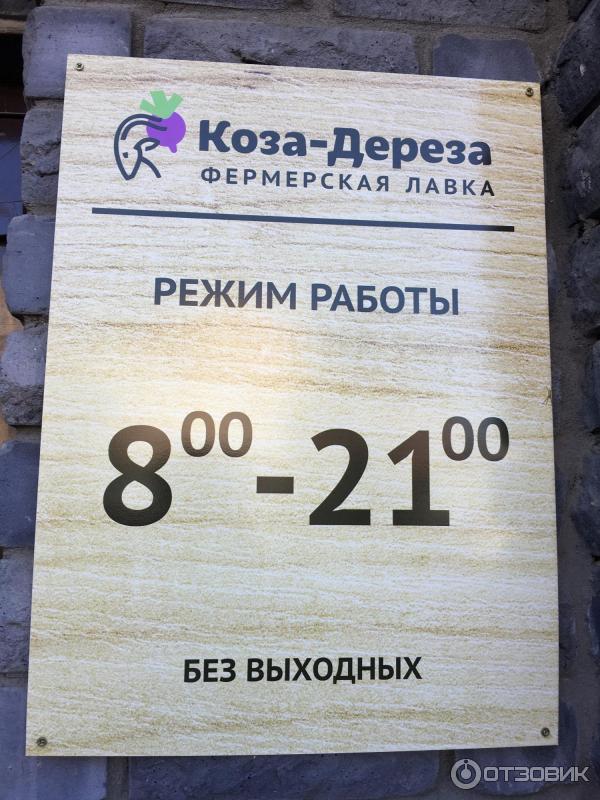 Коза-Дереза
ФЕРМЕРСКАЯ ЛАВКА
РЕЖИМ РАБОТЫ
8⁰⁰-21⁰⁰
БЕЗ ВЫХОДНЫХ
ОТЗОВИК